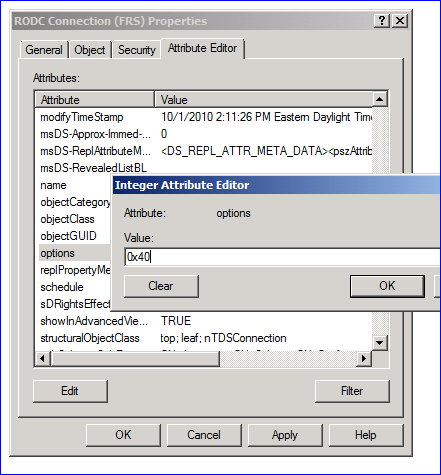 RODC Connection (FRS) Properties
General Object Security Attribute Editor
Attributes:
Attribute Value
modifyTimeStamp 10/1/2010 2:11:26 PM Eastern Daylight Time
msDS-Approx-Immed-... 0
msDS-ReplAttributeM... <DS_REPL_ATTR_META_DATA><pszAttrib
msDS-RevealedListBL
name
Integer Attribute Editor
objectCategory
Attribute: options
objectClass
objectGUID
Value:
options
0x40
replPropertyMe
schedule
Clear OK
sDRightsEffect
showInAdvancedVie... TRUE
structuralObjectClass top; leaf; nTDSConnection
Edit Filter
OK Cancel Apply Help